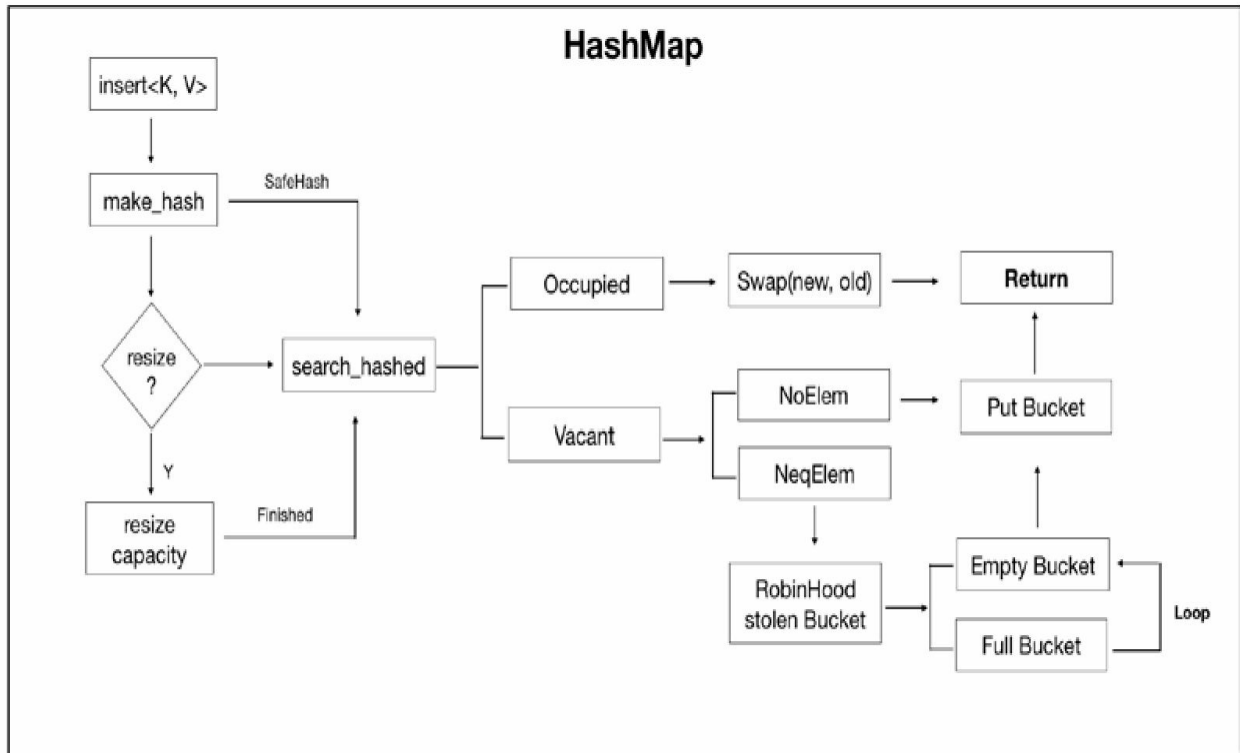 HashMap
insert<K, V>
make_hash
SafeHash
resize
?
Y
resize
capacity
Finished
search_hashed
Occupied
Swap(new, old)
Return
Vacant
NoElem
Put Bucket
NeqElem
RobinHood
stolen Bucket
Empty Bucket
Full Bucket
Loop